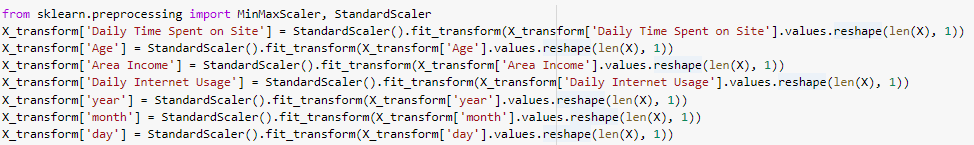 from sklearn.preprocessing import MinMaxScaler, StandardScaler
X_transform['Daily Time Spent on Site'] = StandardScaler().fit_transform(X_transform['Daily Time Spent on Site'].values.reshape(len(X), 1))
X_transform['Age'] = StandardScaler().fit_transform(X_transform['Age'].values.reshape(len(X), 1))
X_transform['Area Income'] = StandardScaler().fit_transform(X_transform['Area Income'].values.reshape(len(X), 1))
X_transform['Daily Internet Usage'] = StandardScaler().fit_transform(X_transform['Daily Internet Usage'].values.reshape(len(X), 1))
X_transform['year'] = StandardScaler().fit_transform(X_transform['year'].values.reshape(len(X), 1))
X_transform['month'] = StandardScaler().fit_transform(X_transform['month'].values.reshape(len(X), 1))
X_transform['day'] = StandardScaler().fit_transform(X_transform['day'].values.reshape(len(X), 1))